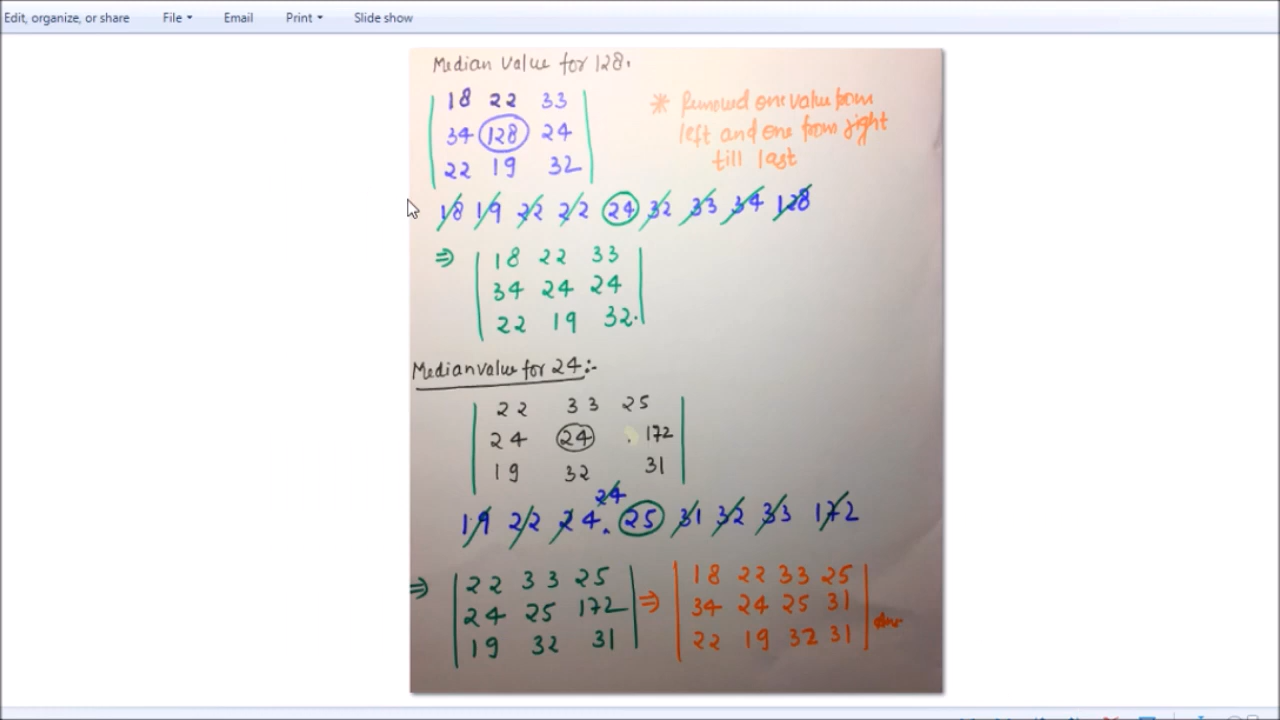 Edit, organize, or share File Email Print Slide show
Median Value for 128.
18 22 33
34 128 24
22 19 32
* Removed one value from
left and one from right
till last
18 19 22 22 24 32 33 34 128
⇒ 18 22 33
34 24 24
22 19 32.
Median value for 24:-
22 33 25
24 24 . 172
19 32 31
24
19 22 24. 25 31 32 33 172
⇒ 22 33 25
24 25 172
19 32 31
⇒ 18 22 33 25
34 24 25 31
22 19 32 31
Ans